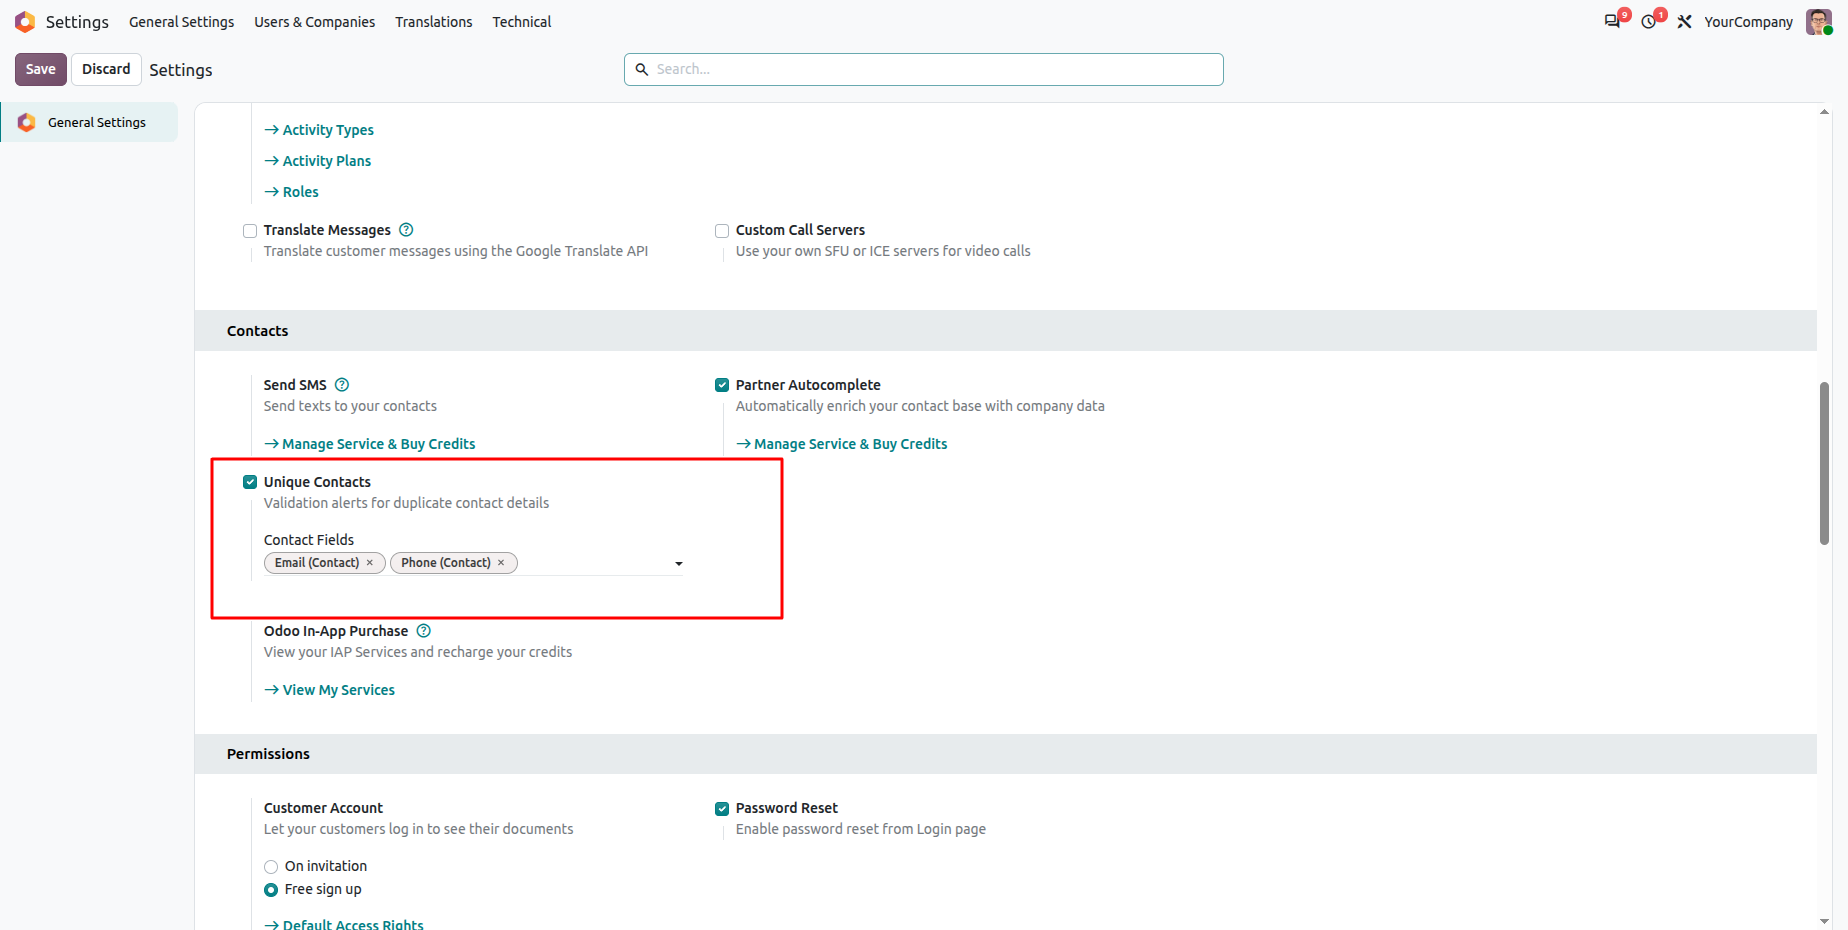 Settings General Settings Users & Companies Translations Technical 9 1 YourCompany
Save Discard Settings Search...
General Settings
→ Activity Types
→ Activity Plans
→ Roles
Translate Messages ? Custom Call Servers
Translate customer messages using the Google Translate API Use your own SFU or ICE servers for video calls
Contacts
Send SMS ? Partner Autocomplete
Send texts to your contacts Automatically enrich your contact base with company data
→ Manage Service & Buy Credits → Manage Service & Buy Credits
Unique Contacts
Validation alerts for duplicate contact details
Contact Fields
Email (Contact) × Phone (Contact) ×
Odoo In-App Purchase ?
View your IAP Services and recharge your credits
→ View My Services
Permissions
Customer Account Password Reset
Let your customers log in to see their documents Enable password reset from Login page
On invitation
Free sign up
→ Default Access Rights